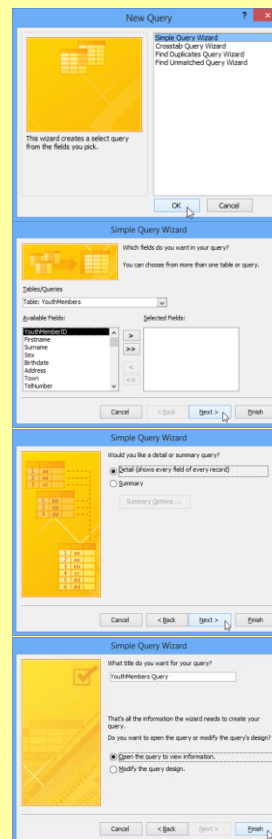 New Query
?
x
Simple Query Wizard
Crosstab Query Wizard
Find Duplicates Query Wizard
Find Unmatched Query Wizard
This wizard creates a select query
from the fields you pick.
OK
Cancel
Simple Query Wizard
Which fields do you want in your query?
You can choose from more than one table or query.
Tables/Queries
Table: YouthMembers
Available Fields:
Selected Fields:
YouthMemberID
Firstname
Surname
Sex
Birthdate
Address
Town
TelNumber
>
>>
<
<<
Cancel
< Back
Next >
Finish
Simple Query Wizard
Would you like a detail or summary query?
Detail (shows every field of every record)
Summary
Summary Options ...
Cancel
< Back
Next >
Finish
Simple Query Wizard
What title do you want for your query?
YouthMembers Query
That's all the information the wizard needs to create your
query.
Do you want to open the query or modify the query's design?
Open the query to view information.
Modify the query design.
Cancel
< Back
Next >
Finish